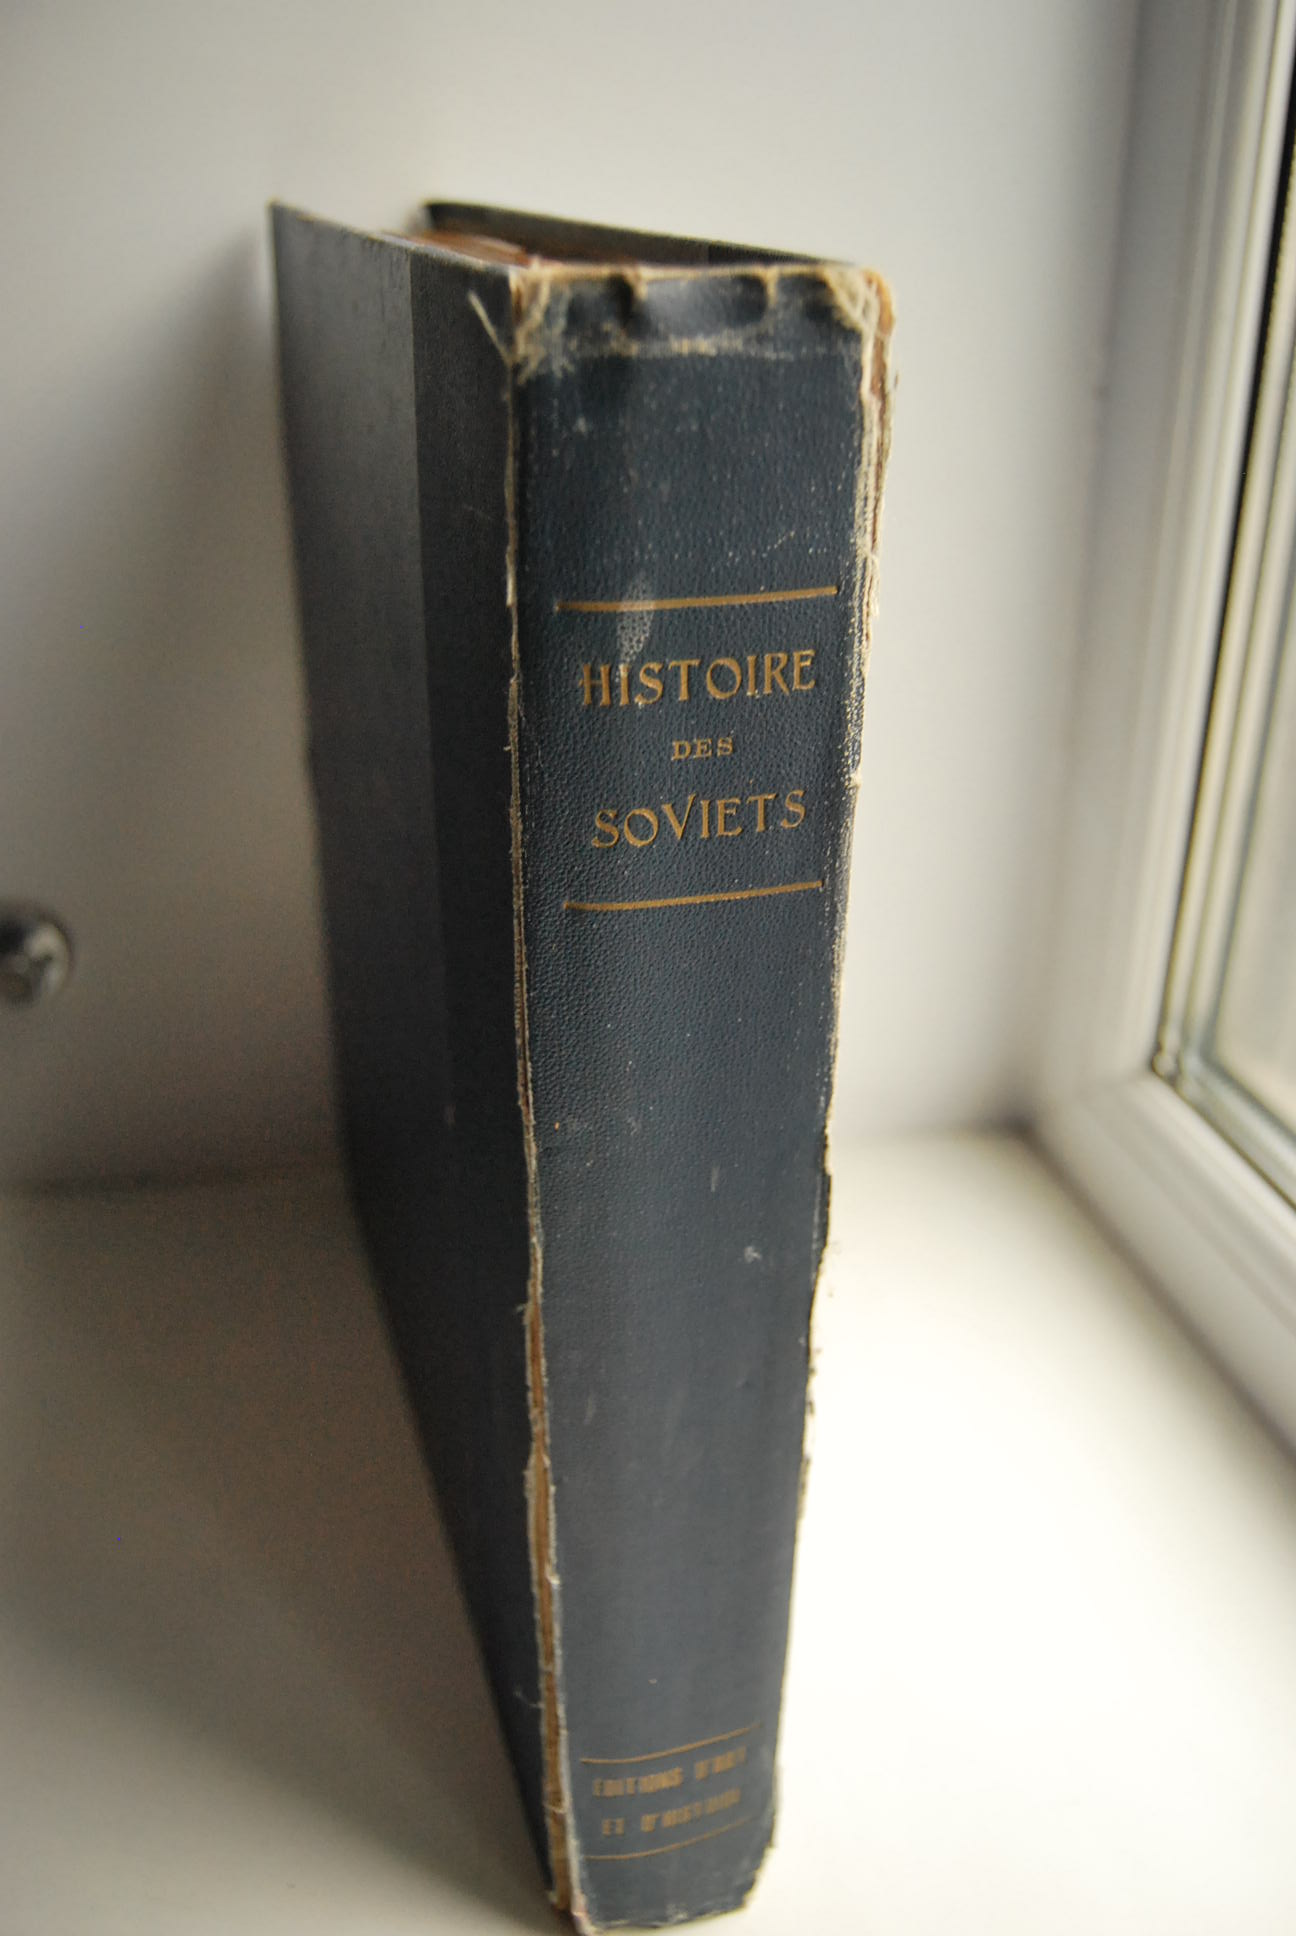 HISTOIRE
DES
SOVIETS
EDITIONS D'ART
ET D'HISTOIRE